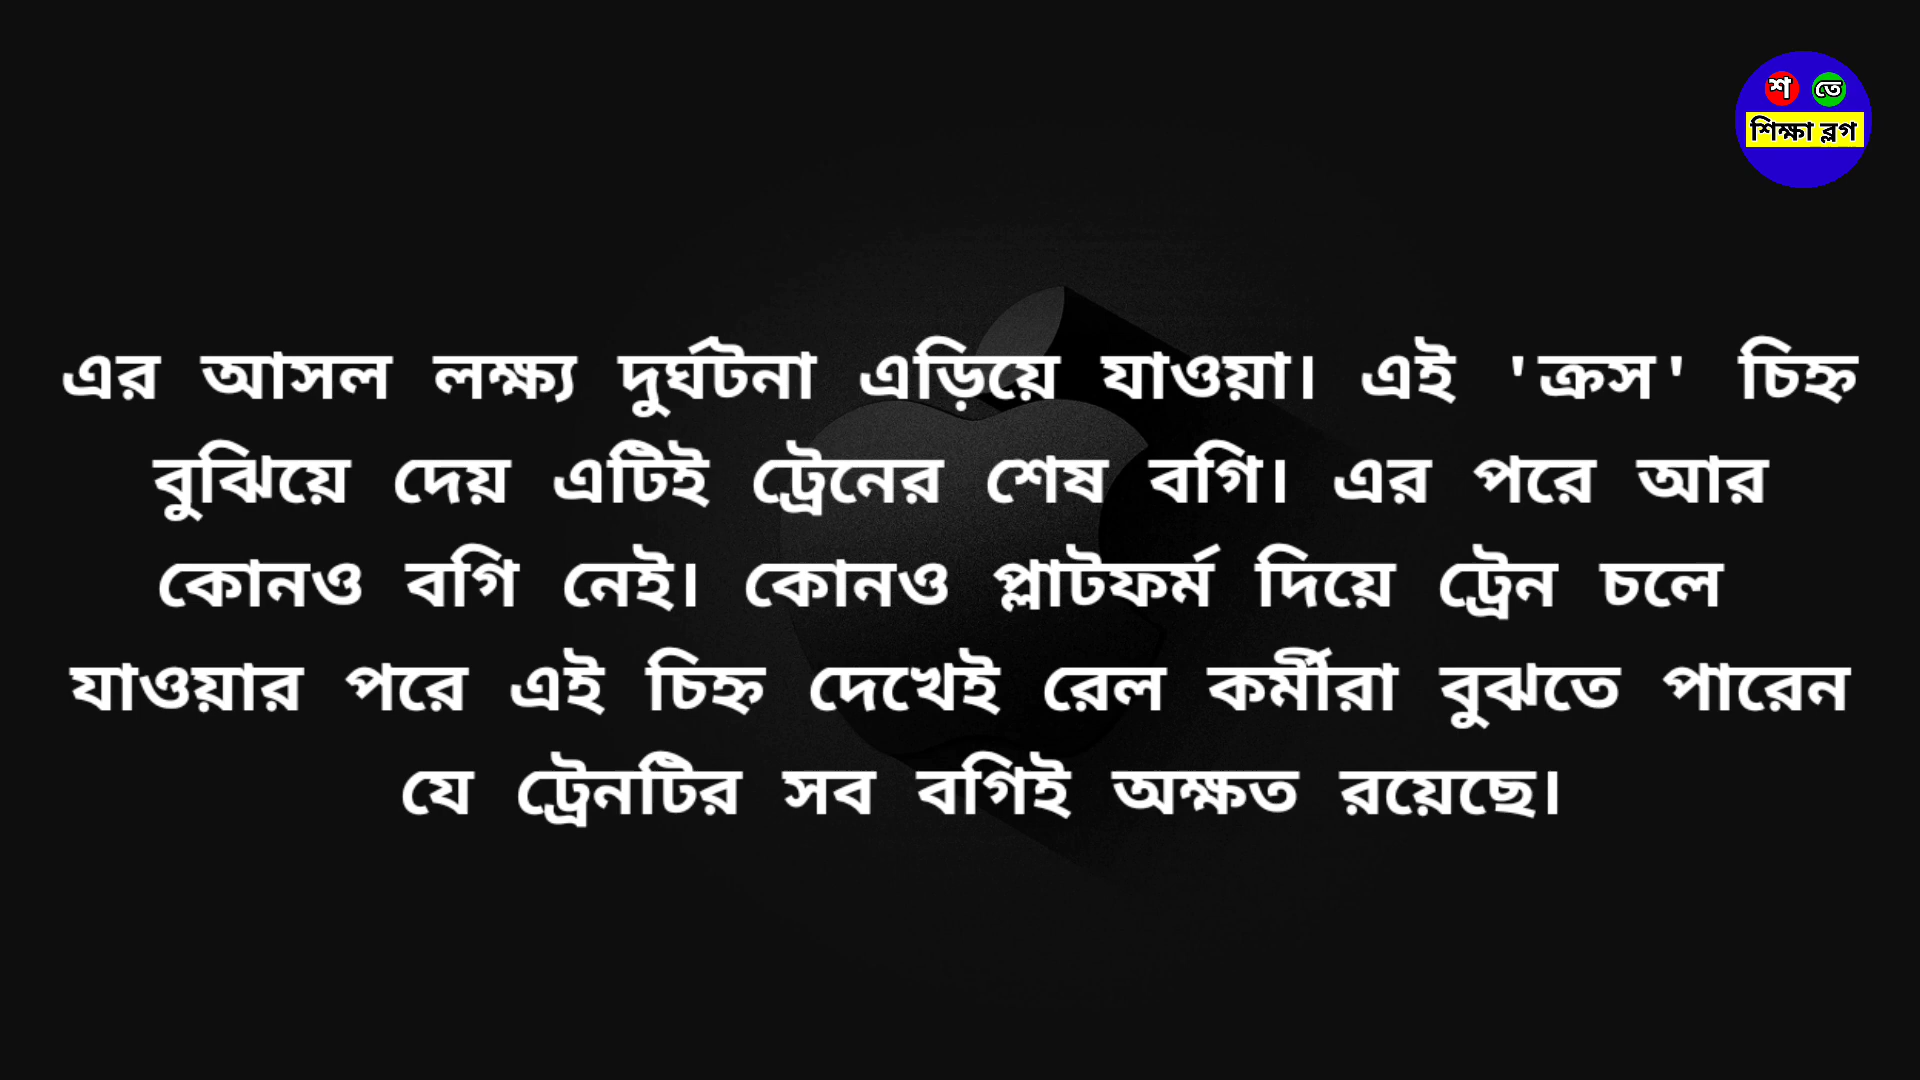 শ তে
শিক্ষা ব্লগ
এর আসল লক্ষ্য দুর্ঘটনা এড়িয়ে যাওয়া। এই 'ক্রস' চিহ্ন
বুঝিয়ে দেয় এটিই ট্রেনের শেষ বগি। এর পরে আর
কোনও বগি নেই। কোনও প্লাটফর্ম দিয়ে ট্রেন চলে
যাওয়ার পরে এই চিহ্ন দেখেই রেল কর্মীরা বুঝতে পারেন
যে ট্রেনটির সব বগিই অক্ষত রয়েছে।